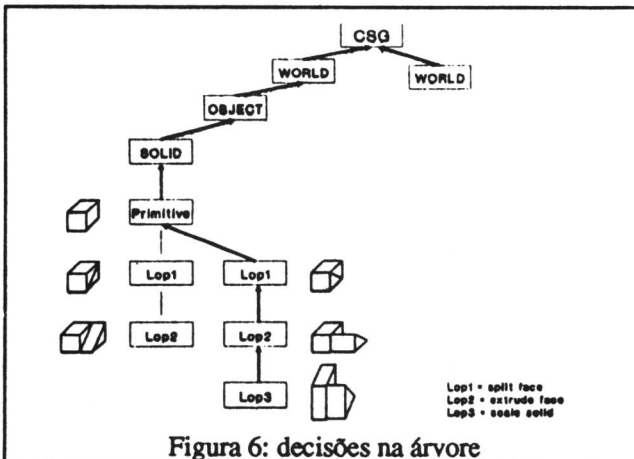 CSG
WORLD WORLD
OBJECT
SOLID
Primitive
Lop1 Lop1
Lop2 Lop2
Lop3
Lop1 = split face
Lop2 = extrude face
Lop3 = scale solid
Figura 6: decisões na árvore